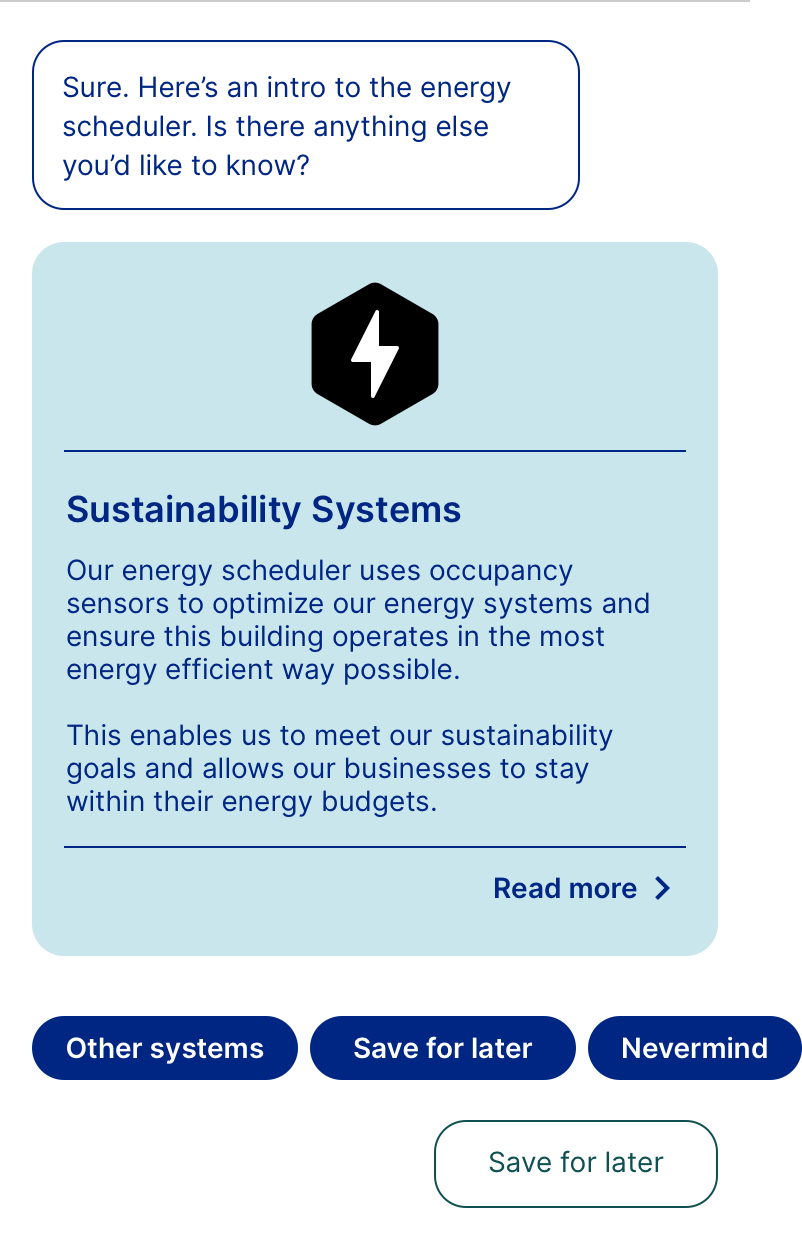 Sure. Here’s an intro to the energy
scheduler. Is there anything else
you’d like to know?
Sustainability Systems
Our energy scheduler uses occupancy
sensors to optimize our energy systems and
ensure this building operates in the most
energy efficient way possible.
This enables us to meet our sustainability
goals and allows our businesses to stay
within their energy budgets.
Read more
Other systems
Save for later
Nevermind
Save for later